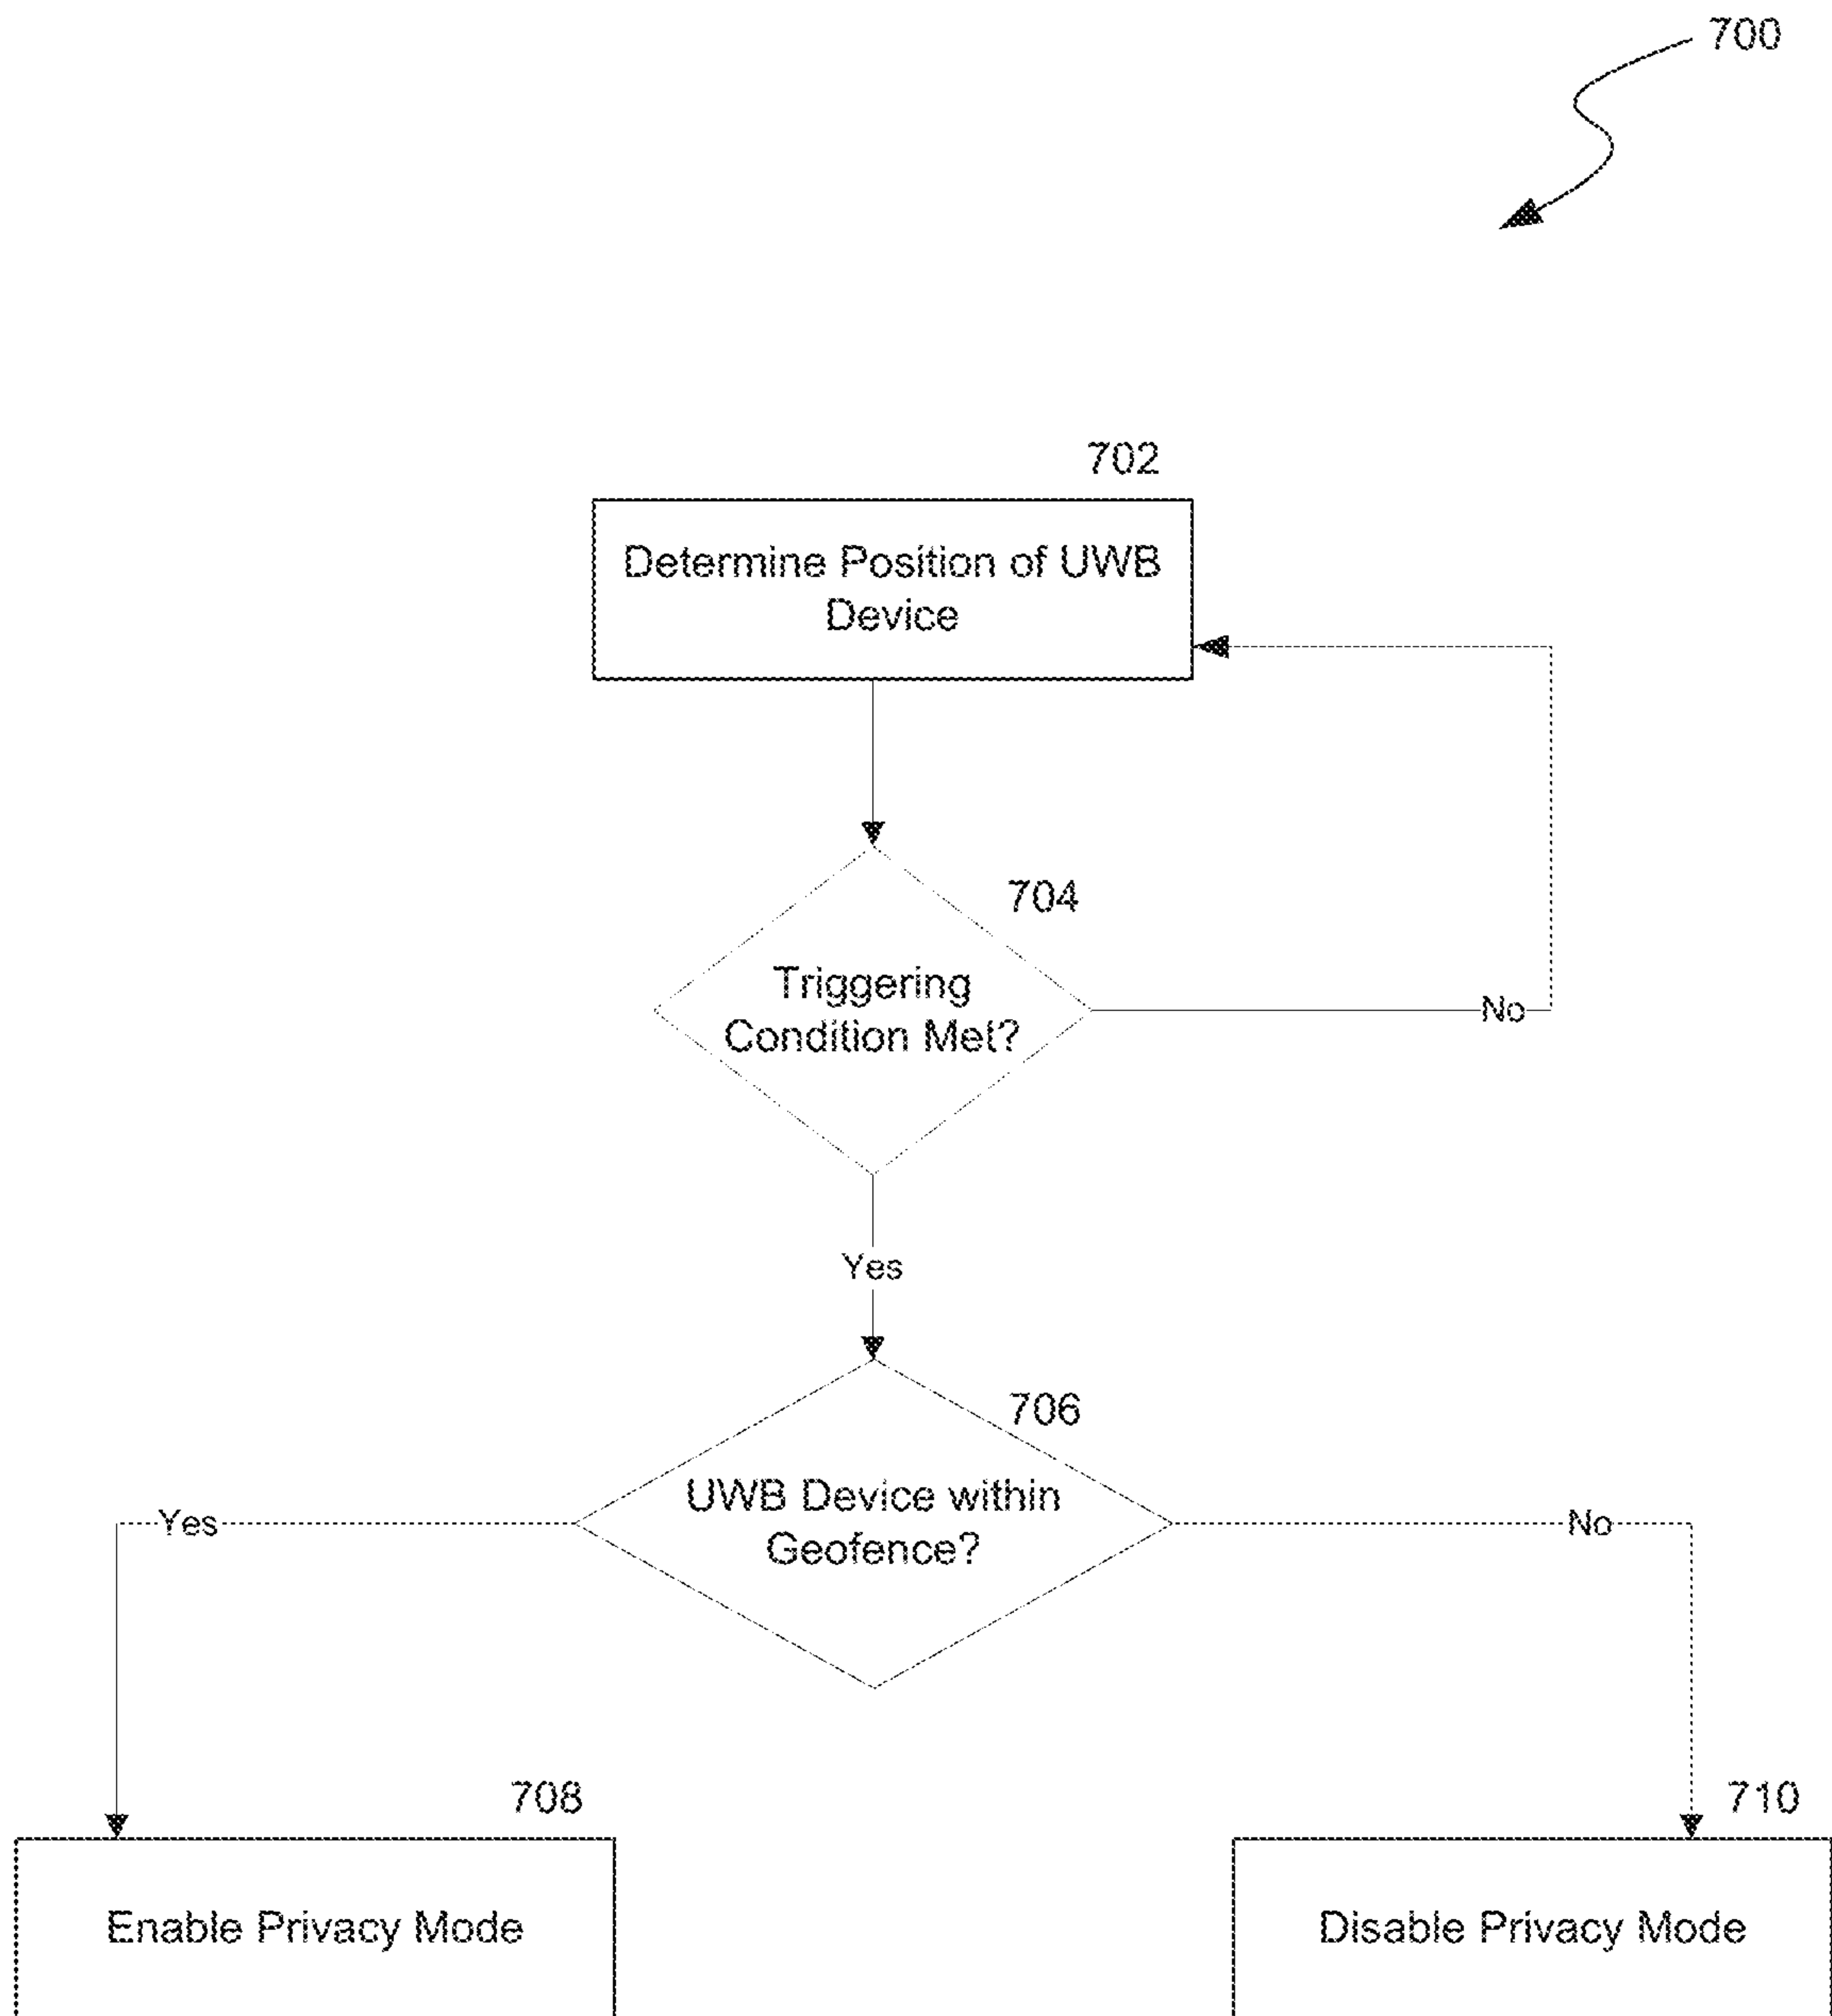 700
702
Determine Position of UWB
Device
704
Triggering
Condition Met?
No
Yes
706
UWB Device within
Geofence?
Yes
No
708
710
Enable Privacy Mode
Disable Privacy Mode